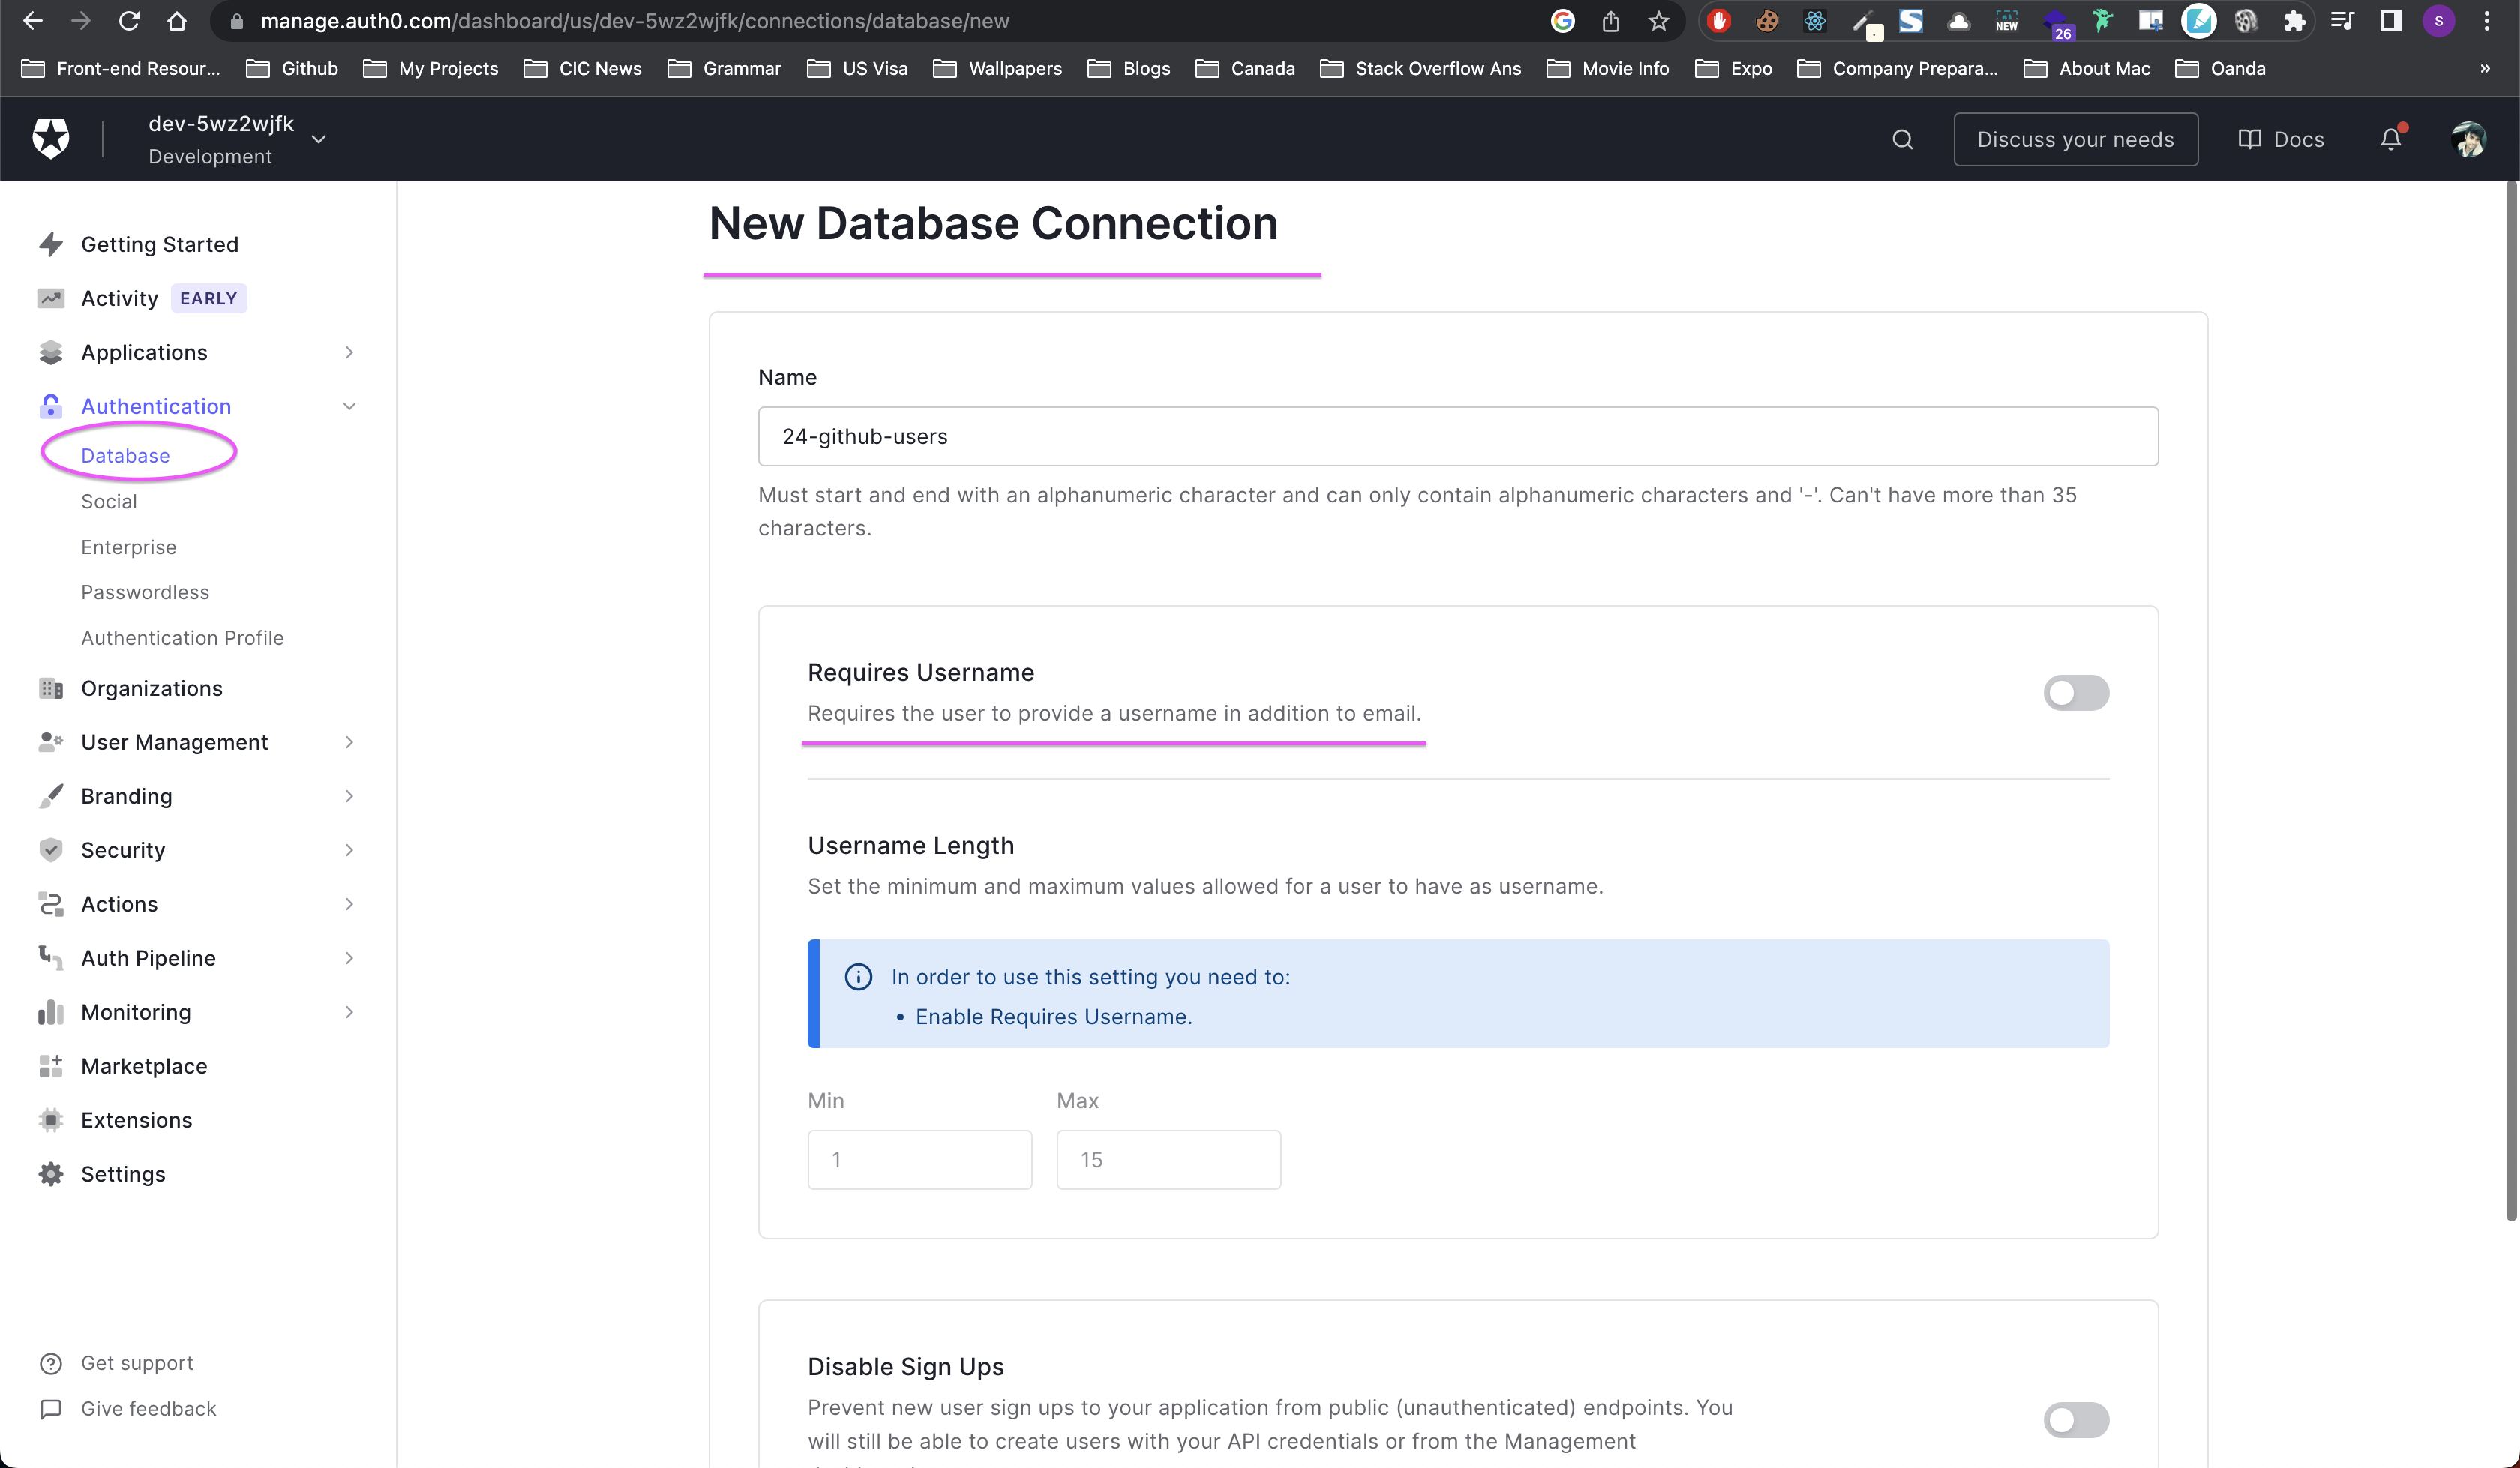 manage.auth0.com/dashboard/us/dev-5wz2wjfk/connections/database/new
NEW
26
S
Front-end Resour...
Github
My Projects
CIC News
Grammar
US Visa
Wallpapers
Blogs
Canada
Stack Overflow Ans
Movie Info
Expo
Company Prepara...
About Mac
Oanda
»
dev-5wz2wjfk
Development
Discuss your needs
Docs
Getting Started
Activity EARLY
Applications
Authentication
Database
Social
Enterprise
Passwordless
Authentication Profile
Organizations
User Management
Branding
Security
Actions
Auth Pipeline
Monitoring
Marketplace
Extensions
Settings
Get support
Give feedback
New Database Connection
Name
24-github-users
Must start and end with an alphanumeric character and can only contain alphanumeric characters and '-'. Can't have more than 35
characters.
Requires Username
Requires the user to provide a username in addition to email.
Username Length
Set the minimum and maximum values allowed for a user to have as username.
In order to use this setting you need to:
• Enable Requires Username.
Min
Max
1
15
Disable Sign Ups
Prevent new user sign ups to your application from public (unauthenticated) endpoints. You
will still be able to create users with your API credentials or from the Management